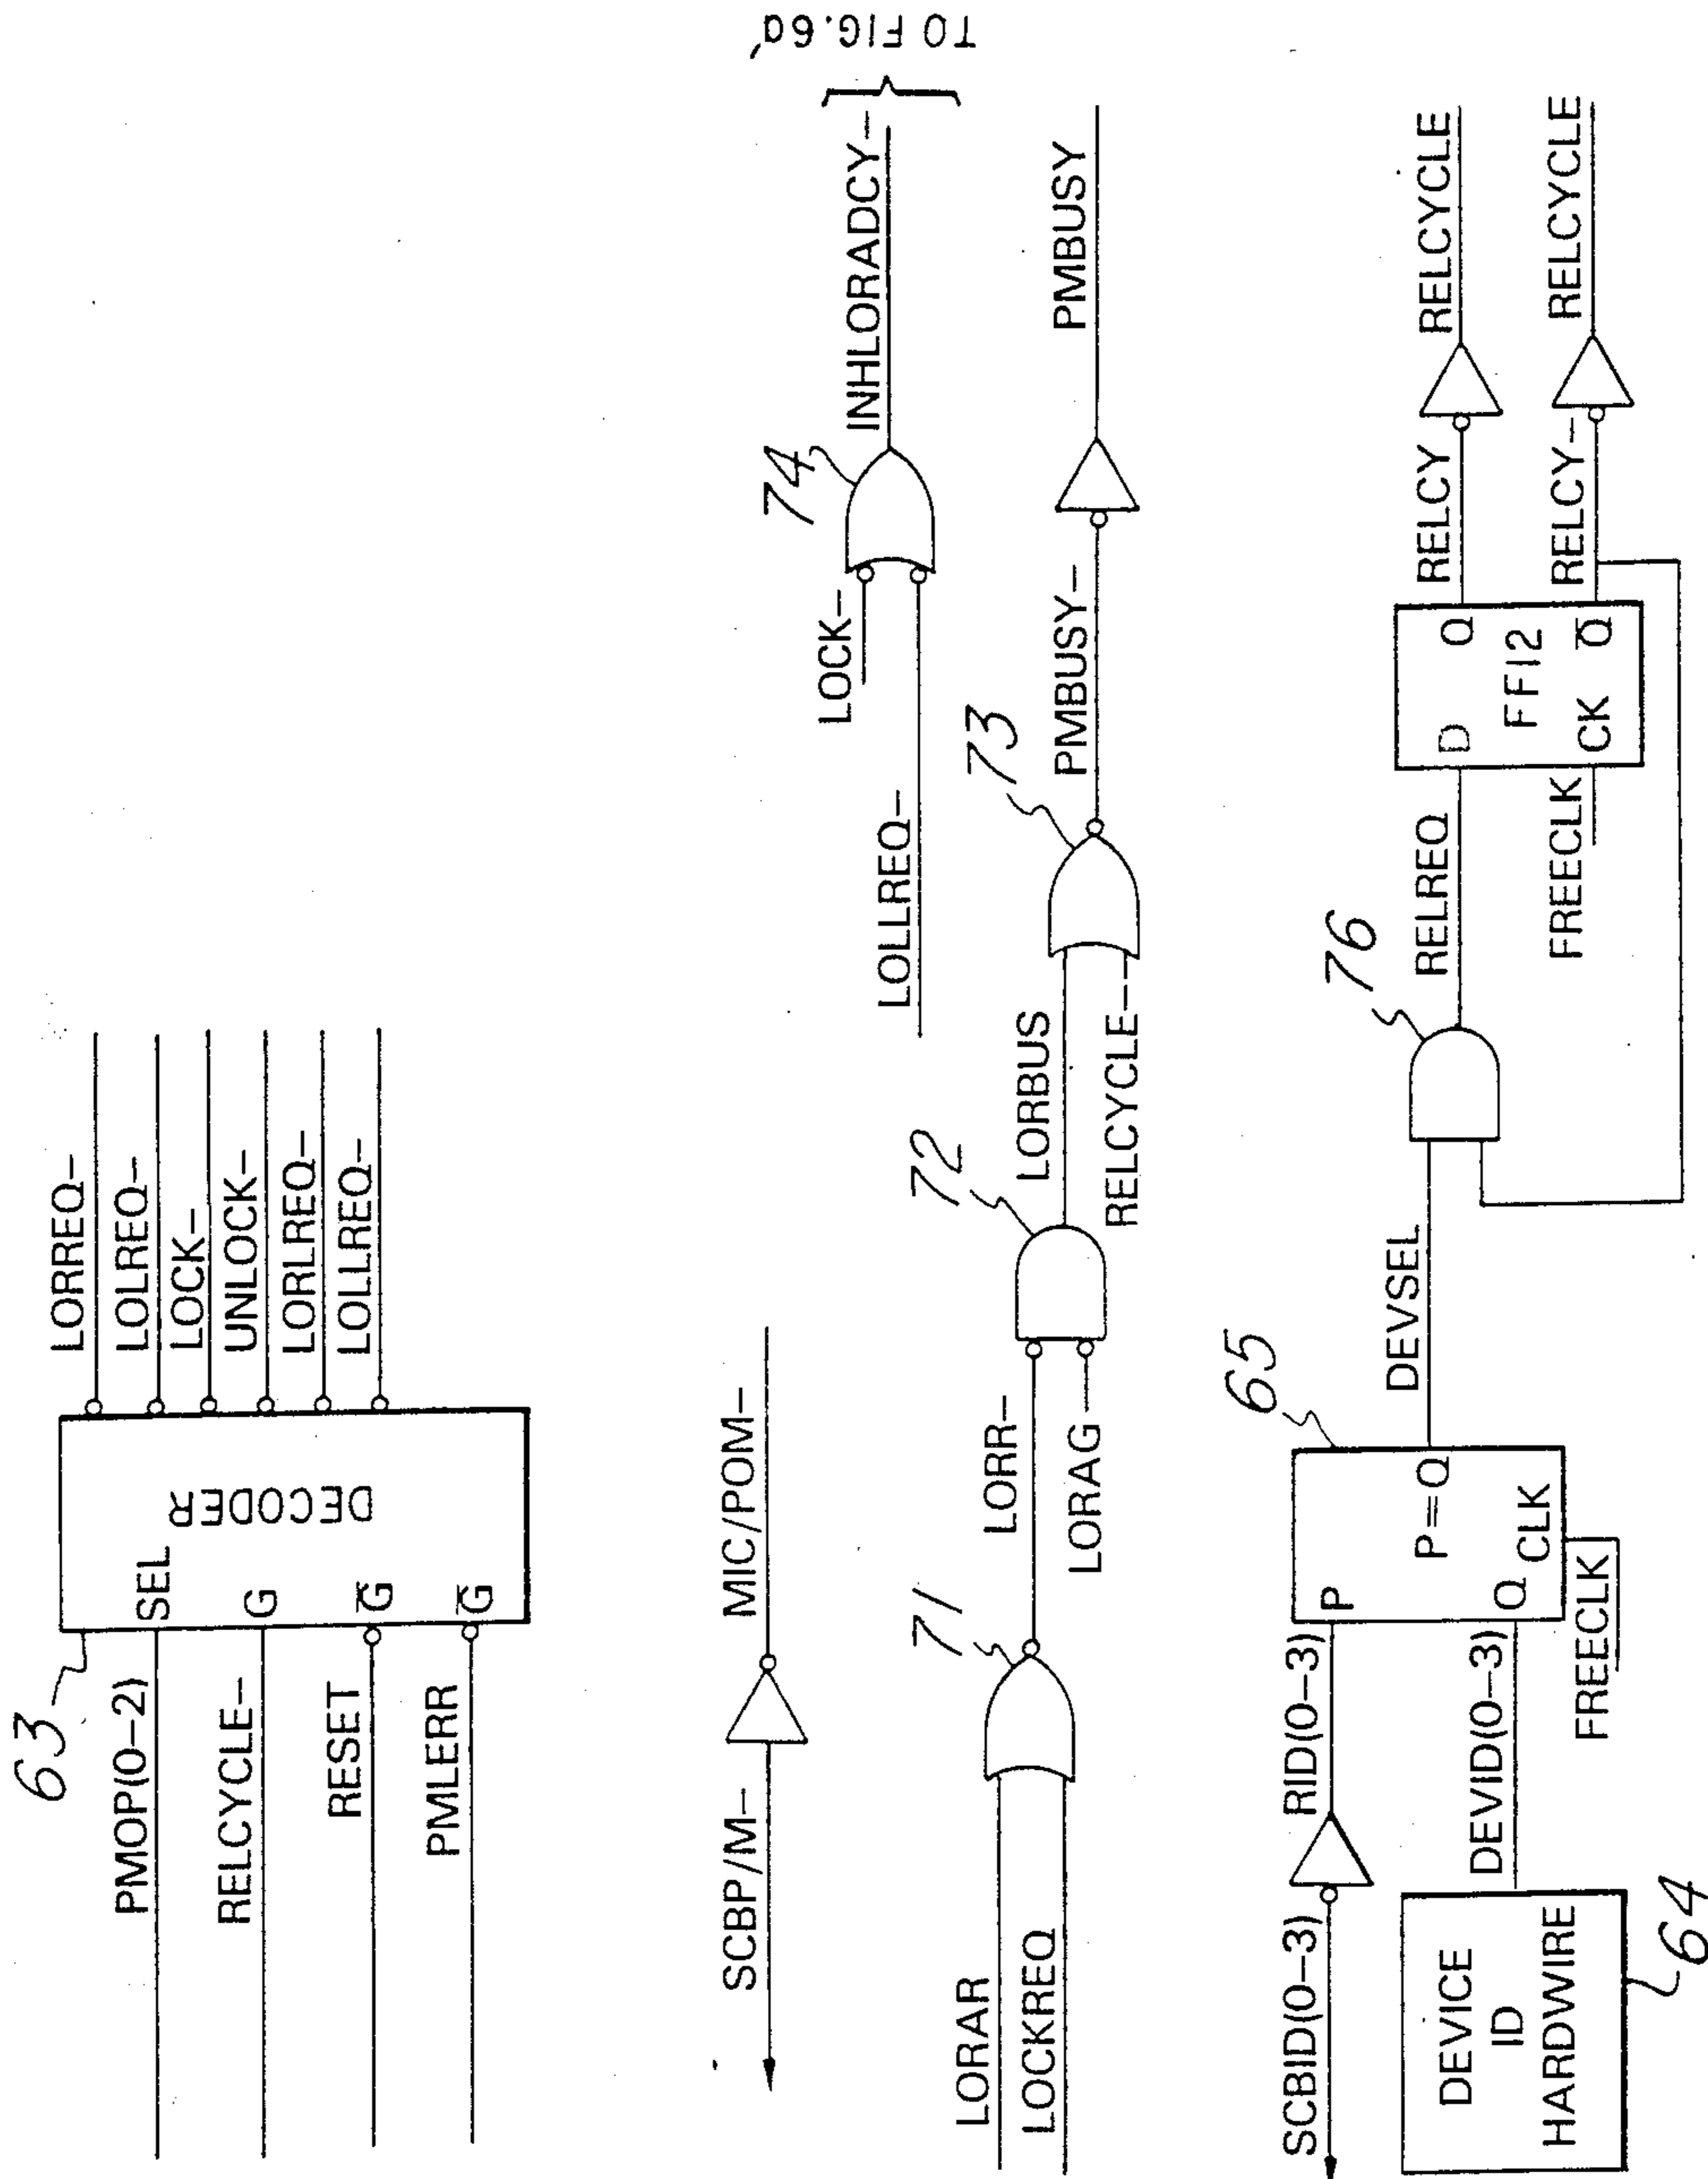 63
PMOP(0-2)
RELCYCLE-
RESET
PMLERR
SEL
G
G
G
DECODER
LORREQ-
LOLREQ-
LOCK-
UNLOCK-
LORLREQ-
LOLLREQ-
SCBP/M-
MIC/POM-
LOCK-
LOLLREQ-
74
INHLORADCY-
TO FIG. 6a'
LORAR
LOCKREQ
71
LORR-
LORAG
72
LORBUS
RELCYCLE--
73
PMBUSY-
PMBUSY
SCBID(0-3)
RID(0-3)
DEVICE
ID
HARDWIRE
64
DEVID(0-3)
65
P
P=Q
Q
CLK
FREECLK
DEVSEL
76
RELREQ
FREECLK
D
Q
FF12
CK
Q
RELCY
RELCY-
RELCYCLE
RELCYCLE